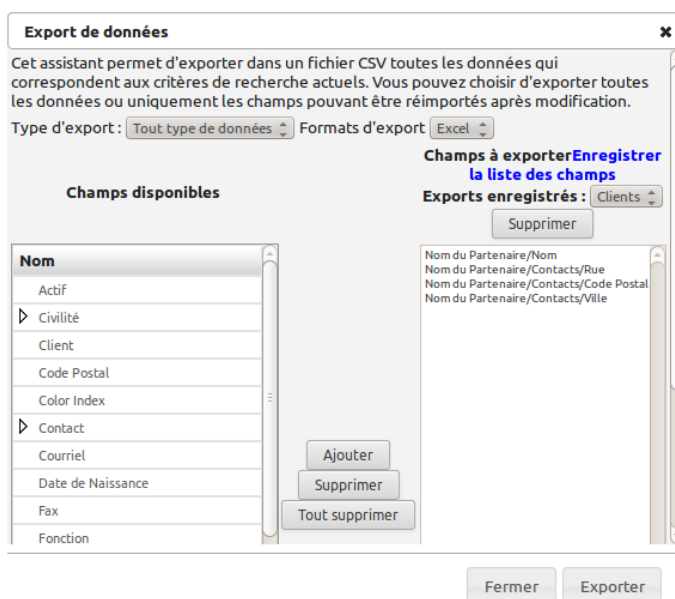 Export de données
Cet assistant permet d'exporter dans un fichier CSV toutes les données qui
correspondent aux critères de recherche actuels. Vous pouvez choisir d'exporter toutes
les données ou uniquement les champs pouvant être réimportés après modification.
Type d'export : Tout type de données Formats d'export Excel
Champs disponibles
Champs à exporterEnregistrer
la liste des champs
Exports enregistrés : Clients
Supprimer
Nom
Actif
Civilité
Client
Code Postal
Color Index
Contact
Courriel
Date de Naissance
Fax
Fonction
Ajouter
Supprimer
Tout supprimer
Nom du Partenaire/Nom
Nom du Partenaire/Contacts/Rue
Nom du Partenaire/Contacts/Code Postal
Nom du Partenaire/Contacts/Ville
Fermer Exporter